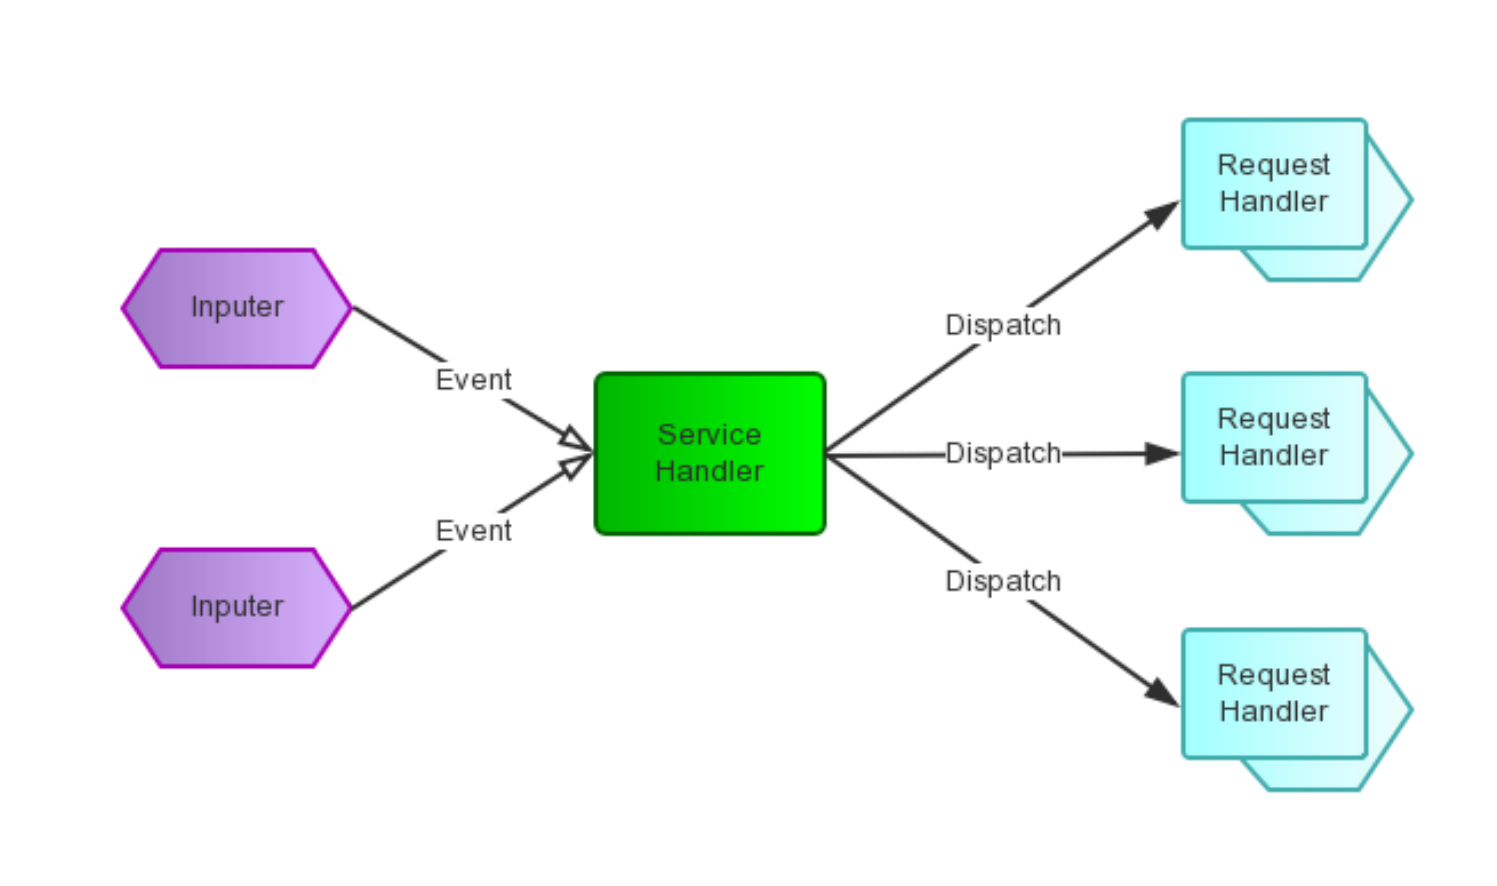 Inputer
Inputer
Event
Event
Service
Handler
Dispatch
Dispatch
Dispatch
Request
Handler
Request
Handler
Request
Handler